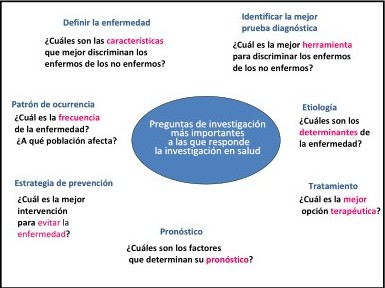 Definir la enfermedad
¿Cuáles son las características
que mejor discriminan los
enfermos de los no enfermos?
Identificar la mejor
prueba diagnóstica
¿Cuál es la mejor herramienta
para discriminar los enfermos
de los no enfermos?
Patrón de ocurrencia
¿Cuál es la frecuencia
de la enfermedad?
¿A qué población afecta?
Preguntas de investigación
más importantes
a las que responde
la investigación en salud
Etiología
¿Cuáles son los
determinantes de
la enfermedad?
Estrategia de prevención
¿Cuál es la mejor
intervención
para evitar la
enfermedad?
Tratamiento
¿Cuál es la mejor
opción terapéutica?
Pronóstico
¿Cuáles son los factores
que determinan su pronóstico?